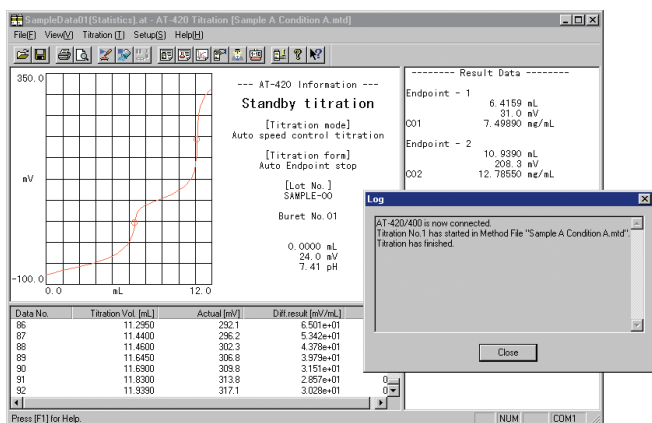 SampleData01(Statistics).at - AT-420 Titration [Sample A Condition A.mtd]
File(F) View(V) Titration (T) Setup(S) Help(H)
350.0
mV
-100.0
0.0 mL 12.0
--- AT-420 Information ---
Standby titration
[Titration mode]
Auto speed control titration
[Titration form]
Auto Endpoint stop
[Lot No.]
SAMPLE-00
Buret No.01
0.0000 mL
24.0 mV
7.41 pH
-------- Result Data --------
Endpoint - 1
6.4159 mL
31.0 mV
CO1 7.49890 mg/mL
Endpoint - 2
10.9390 mL
208.3 mV
CO2 12.78550 mg/mL
Log
AT-420/400 is now connected.
Titration No.1 has started in Method File "Sample A Condition A.mtd".
Titration has finished.
Close
Data No. Titration Vol. [mL] Actual [mV] Diff.result [mV/mL]
86 11.2950 292.1 6.501e+01
87 11.4400 296.2 5.342e+01
88 11.4600 302.3 4.378e+01
89 11.6450 306.8 3.979e+01
90 11.6900 309.8 3.151e+01
91 11.8300 313.8 2.857e+01 0
92 11.9390 317.1 3.028e+01 0
Press [F1] for Help. NUM COM1